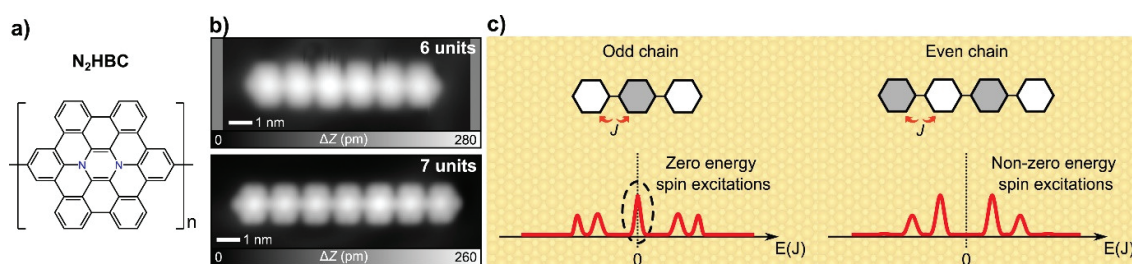 a)
N₂HBC
N
N
n
b)
6 units
1 nm
0
ΔZ (pm)
280
7 units
1 nm
0
ΔZ (pm)
260
c)
Odd chain
J
Zero energy
spin excitations
0
E(J)
Even chain
J
Non-zero energy
spin excitations
0
E(J)